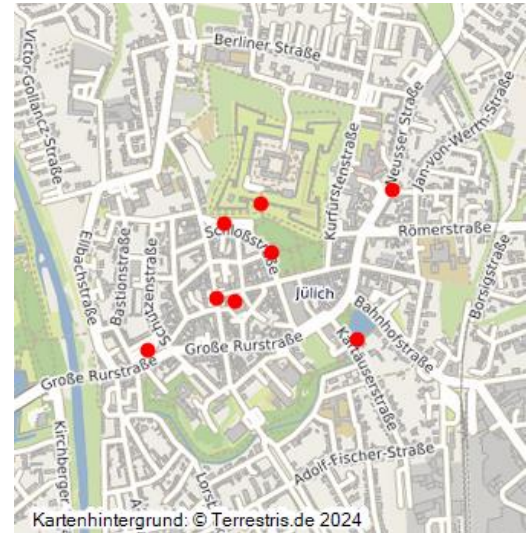 Berliner Straße
Victor-Gollancz-Straße
Neusser Straße
Jan-von-Werth-Straße
Kurfürstenstraße
Schloßstraße
Römerstraße
Ellbachstraße
Bastionstraße
Schützenstraße
Borsigstraße
Jülich
Bahnhofstraße
Große Rurstraße
Große Rurstraße
Kartäuserstraße
Kirchberger
Adolf-Fischer-Straße
Lorst
Kartenhintergrund: © Terrestris.de 2024